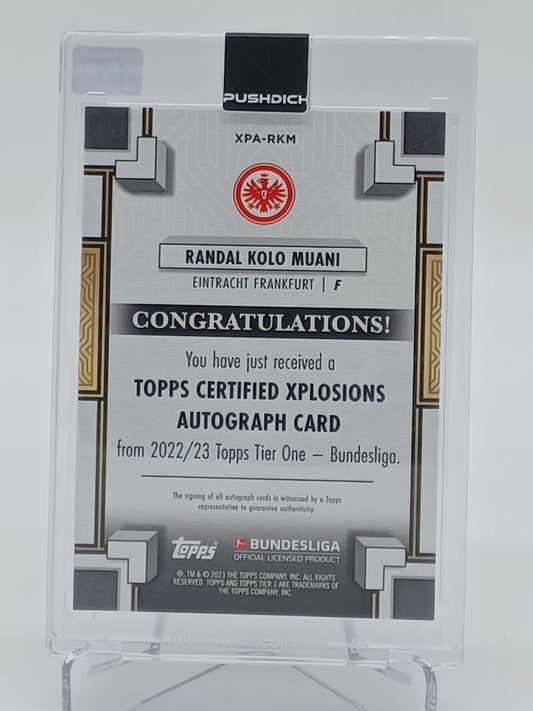 PUSHDICH
XPA-RKM
RANDAL KOLO MUANI
EINTRACHT FRANKFURT | F
CONGRATULATIONS!
You have just received a
TOPPS CERTIFIED XPLOSIONS
AUTOGRAPH CARD
from 2022/23 Topps Tier One – Bundesliga.
The signing of all autograph cards is witnessed by a Topps
representative to guarantee authenticity.
Topps BUNDESLIGA
OFFICIAL LICENSED PRODUCT
®, TM & © 2023 THE TOPPS COMPANY, INC. ALL RIGHTS
RESERVED. TOPPS AND TOPPS TIER 1 ARE TRADEMARKS OF
THE TOPPS COMPANY, INC.